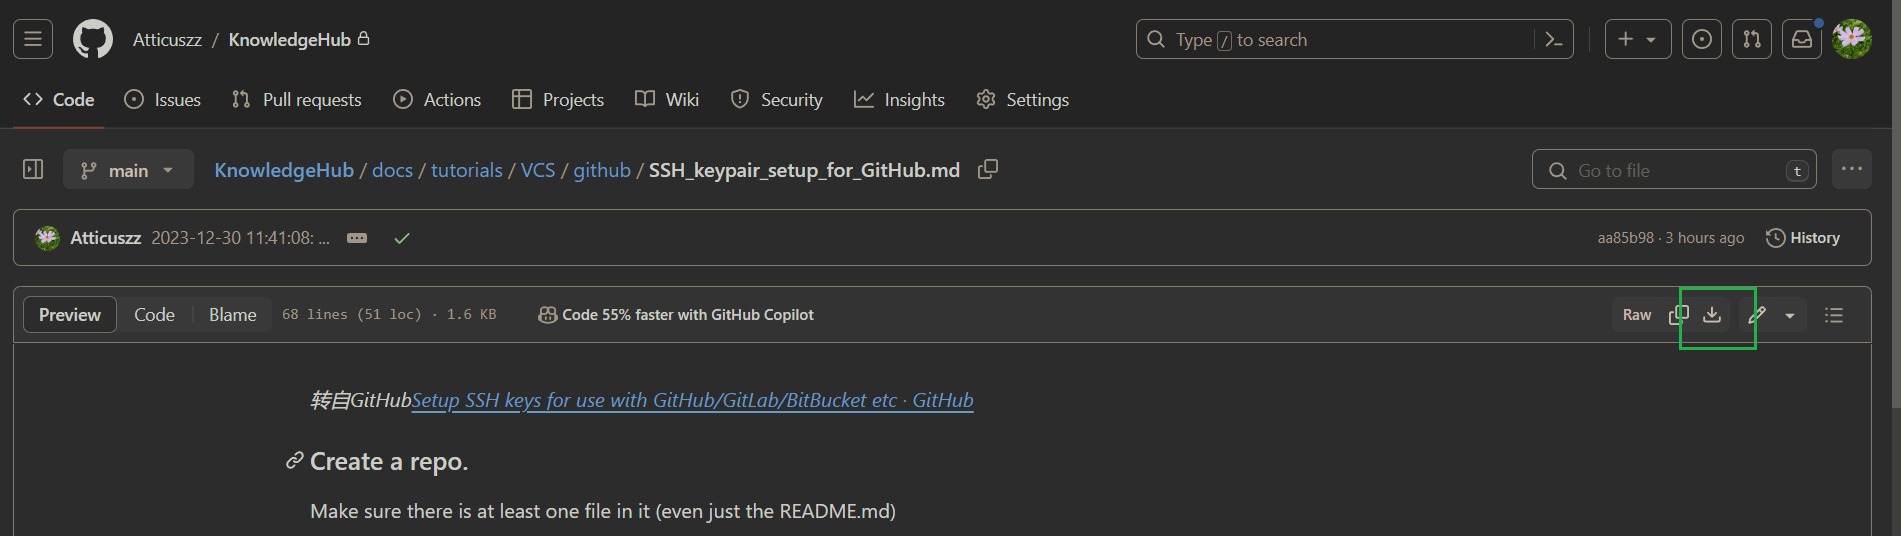 Atticuszz / KnowledgeHub
Type / to search
Code Issues Pull requests Actions Projects Wiki Security Insights Settings
main KnowledgeHub / docs / tutorials / VCS / github / SSH_keypair_setup_for_GitHub.md Go to file t
Atticuszz 2023-12-30 11:41:08: ... aa85b98 · 3 hours ago History
Preview Code Blame 68 lines (51 loc) · 1.6 KB Code 55% faster with GitHub Copilot Raw
转自GitHubSetup SSH keys for use with GitHub/GitLab/BitBucket etc · GitHub
Create a repo.
Make sure there is at least one file in it (even just the README.md)